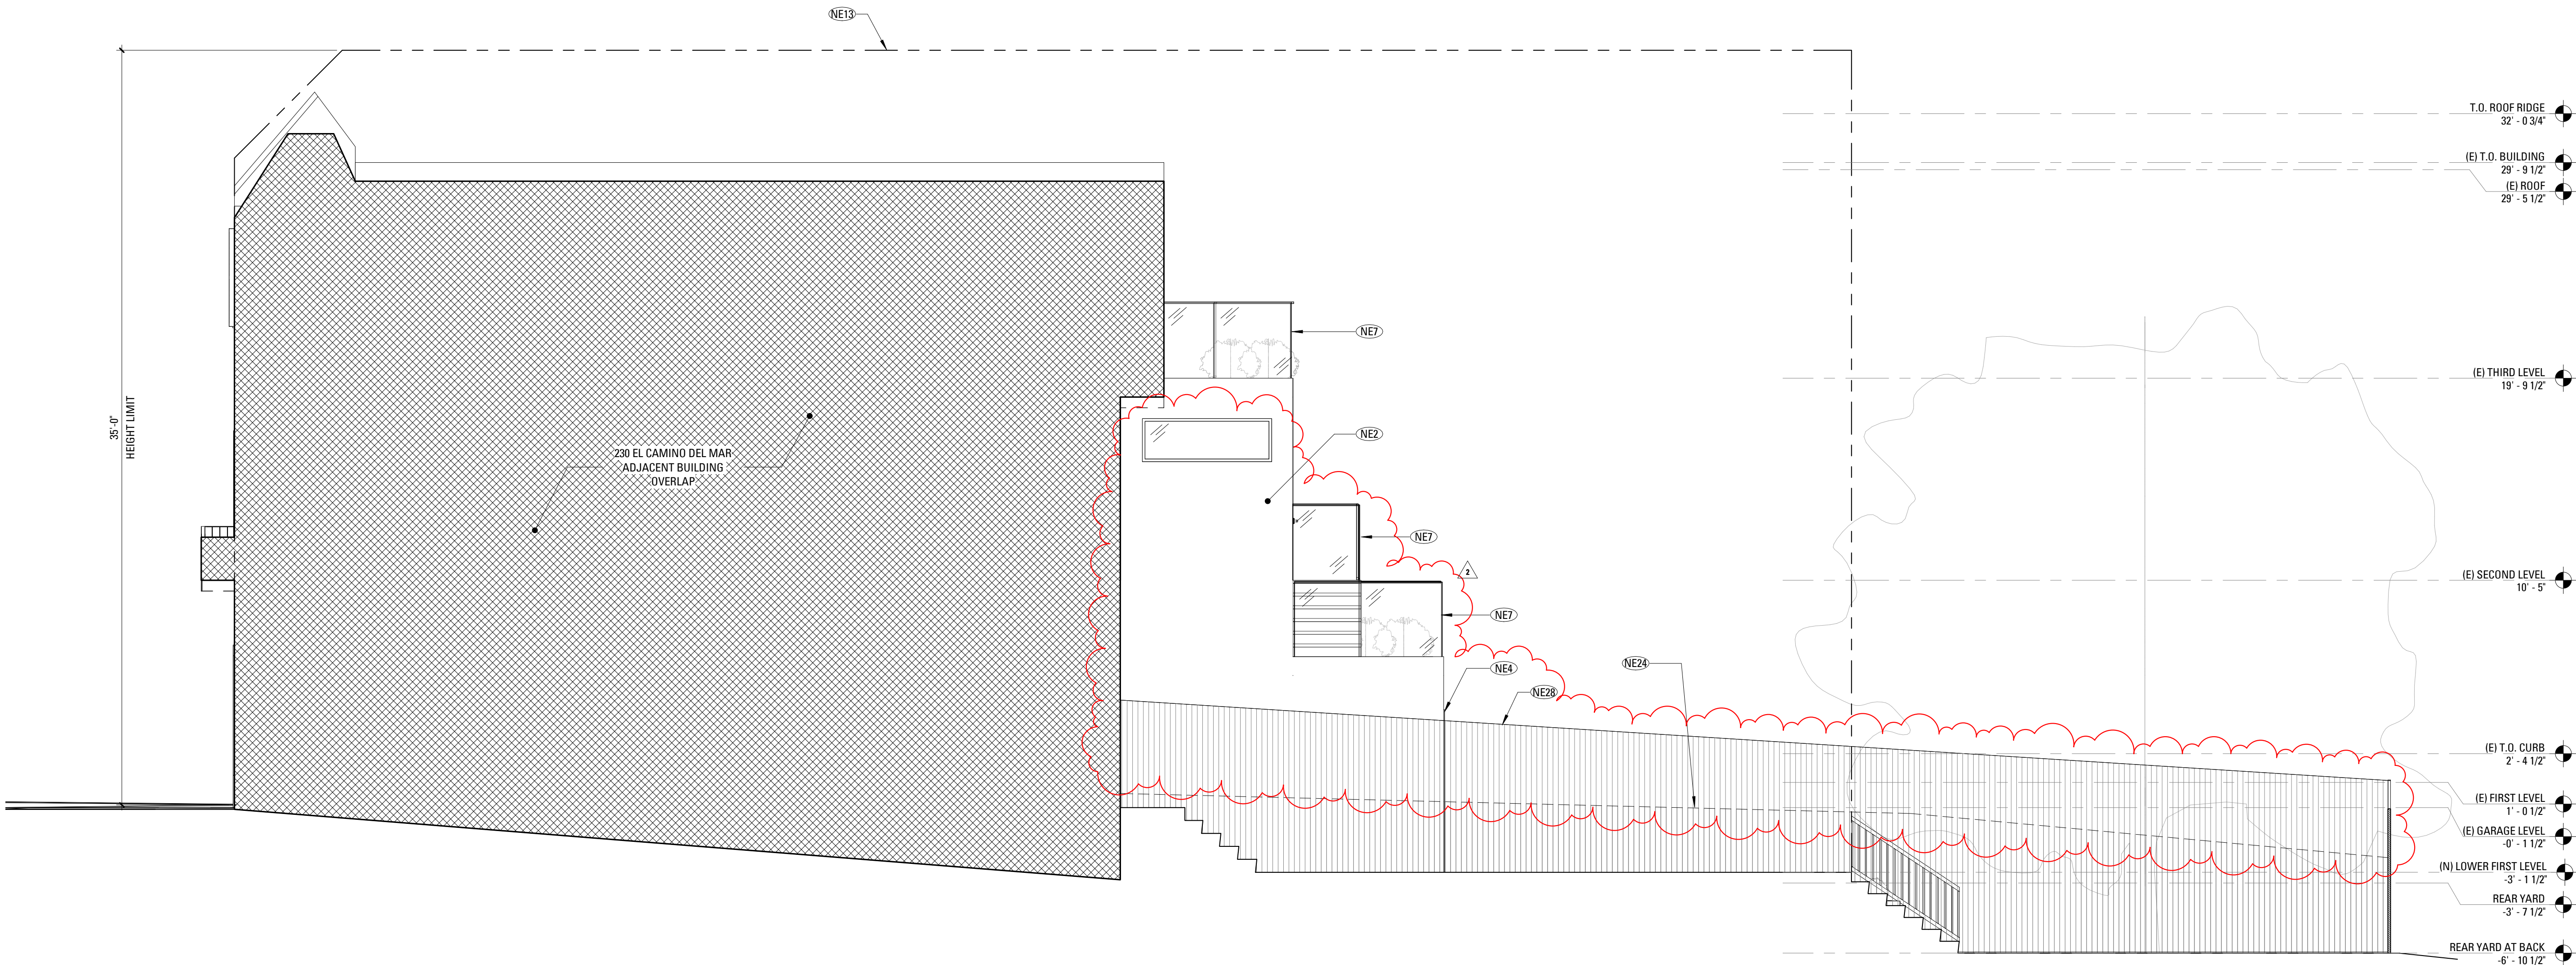 NE13
T.O. ROOF RIDGE
32' - 0 3/4"
(E) T.O. BUILDING
29' - 9 1/2"
(E) ROOF
29' - 5 1/2"
NE7
(E) THIRD LEVEL
19' - 9 1/2"
35'-0"
HEIGHT LIMIT
NE2
230 EL CAMINO DEL MAR
ADJACENT BUILDING
OVERLAP
NE7
2
(E) SECOND LEVEL
10' - 5"
NE7
NE24
NE4
NE28
(E) T.O. CURB
2' - 4 1/2"
(E) FIRST LEVEL
1' - 0 1/2"
(E) GARAGE LEVEL
-0' - 1 1/2"
(N) LOWER FIRST LEVEL
-3' - 1 1/2"
REAR YARD
-3' - 7 1/2"
REAR YARD AT BACK
-6' - 10 1/2"